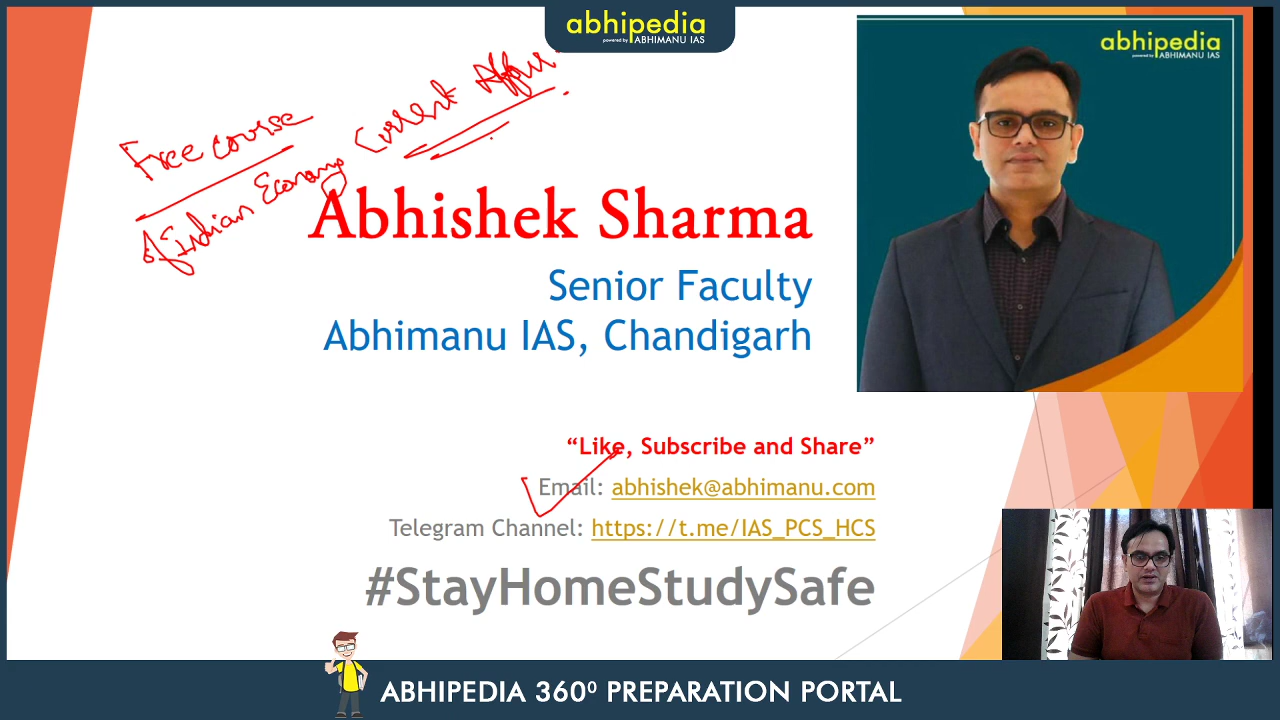 abhipedia
powered by ABHIMANU IAS
abhipedia
powered by ABHIMANU IAS
Free course
of Indian Economy
Current Affairs
Abhishek Sharma
Senior Faculty
Abhimanu IAS, Chandigarh
“Like, Subscribe and Share”
Email: abhishek@abhimanu.com
Telegram Channel: https://t.me/IAS_PCS_HCS
#StayHomeStudySafe
ABHIPEDIA 360⁰ PREPARATION PORTAL